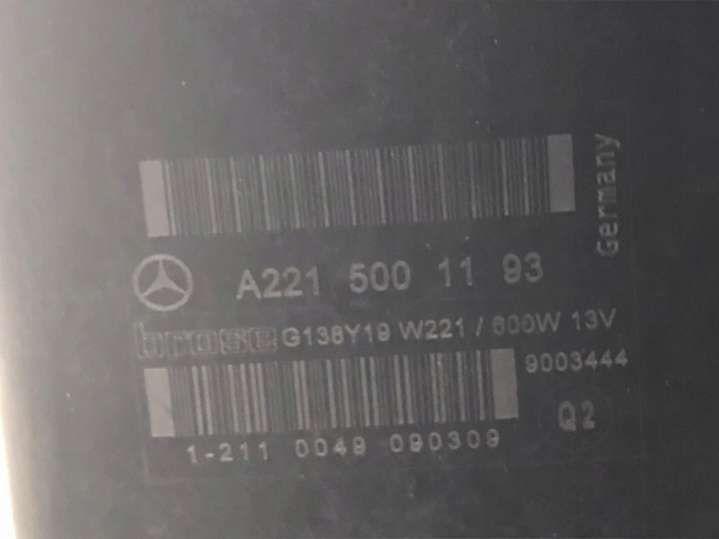 Germany
A221 500 11 93
brose G138Y19 W221 / 600W 13V
9003444
Q2
1-211 0049 090309